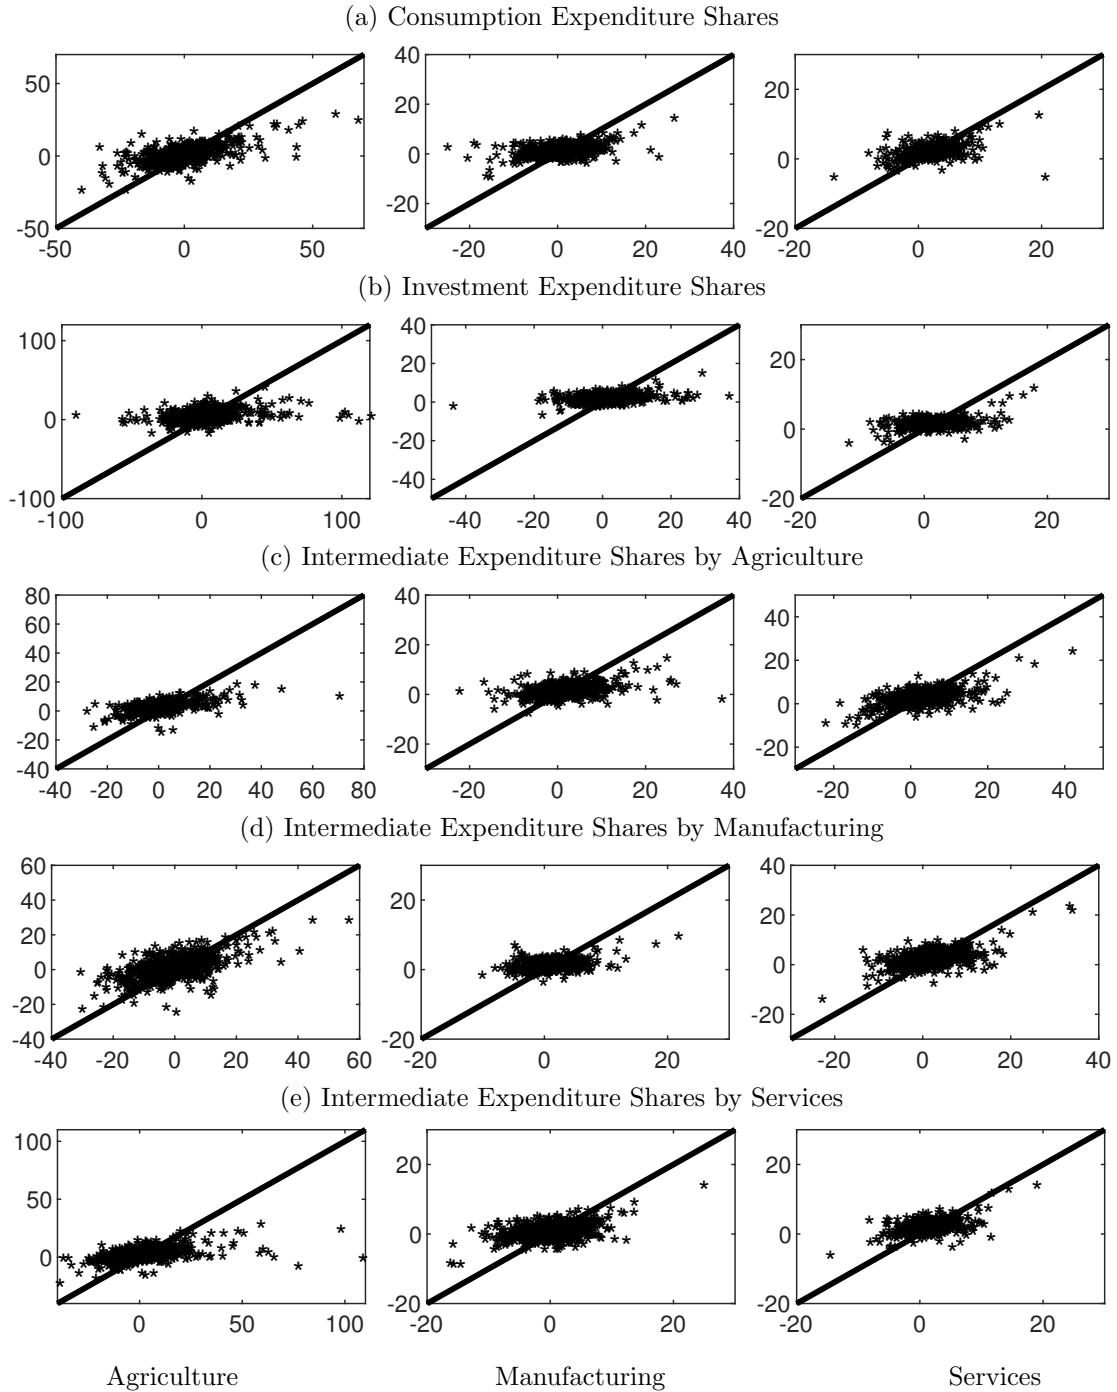 (a) Consumption Expenditure Shares
50
0
-50
-50 0 50
40
20
0
-20
-20 0 20 40
20
0
-20
-20 0 20
(b) Investment Expenditure Shares
100
0
-100
-100 0 100
40
20
0
-20
-40
-40 -20 0 20 40
20
0
-20
-20 0 20
(c) Intermediate Expenditure Shares by Agriculture
80
60
40
20
0
-20
-40
-40 -20 0 20 40 60 80
40
20
0
-20
-20 0 20 40
40
20
0
-20
-20 0 20 40
(d) Intermediate Expenditure Shares by Manufacturing
60
40
20
0
-20
-40
-40 -20 0 20 40 60
20
0
-20
-20 0 20
40
20
0
-20
-20 0 20 40
(e) Intermediate Expenditure Shares by Services
100
50
0
0 50 100
20
0
-20
-20 0 20
20
0
-20
-20 0 20
Agriculture Manufacturing Services